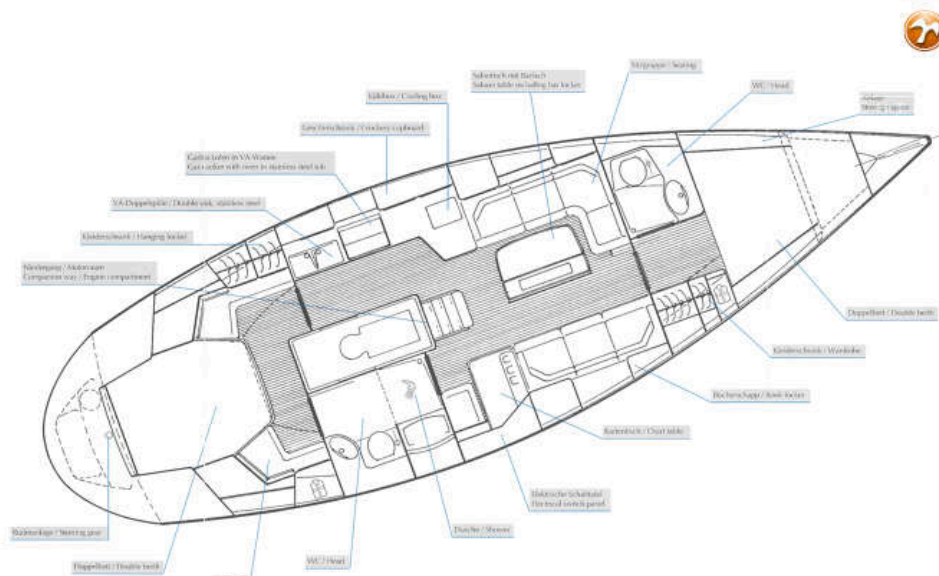 Sitzgruppe / Seating
Salontisch mit Barfach
Saloon table including bar locker
WC / Head
Kühlbox / Cooling box
Geschirrschrank / Crockery cupboard
Gaskocher with oven in stainless steel tub
VA-Doppelspüle / Double sink, stainless steel
Kleiderschrank / Hanging locker
Niedergang / Motorraum
Companion way / Engine compartment
Doppelbett / Double berth
Kleiderschrank / Wardrobe
Bücherschapp / Book locker
Kartentisch / Chart table
Elektrische Schalttafel
Electrical switch panel
Ruderanlage / Steering gear
Dusche / Shower
WC / Head
Doppelbett / Double berth